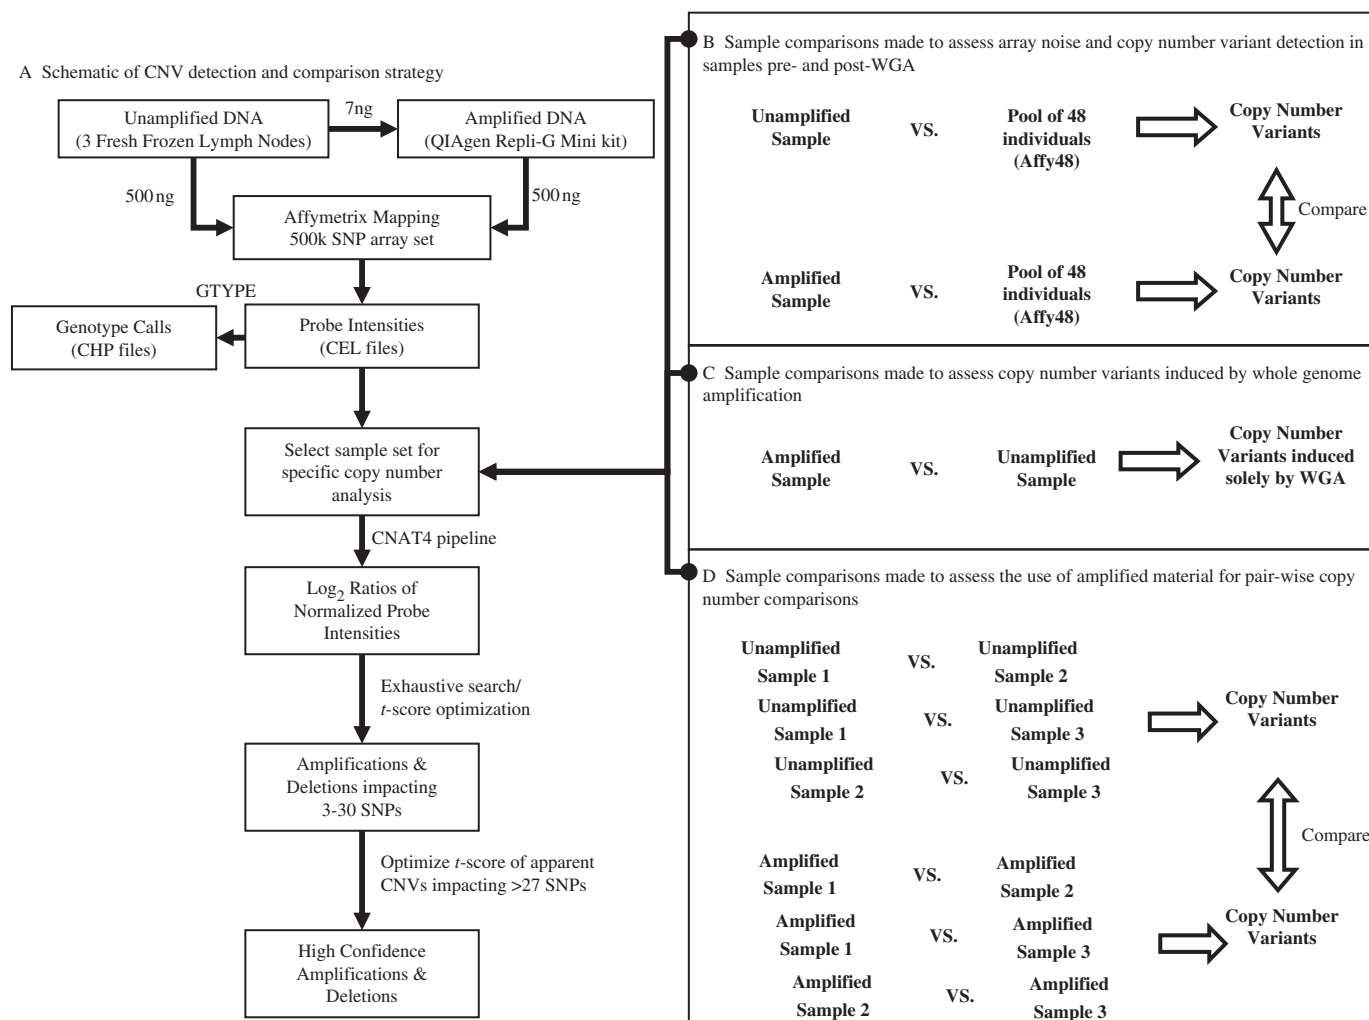 A Schematic of CNV detection and comparison strategy
Unamplified DNA
(3 Fresh Frozen Lymph Nodes)
7ng
Amplified DNA
(QIAgen Repli-G Mini kit)
500 ng
500 ng
Affymetrix Mapping
500k SNP array set
GTYPE
Genotype Calls
(CHP files)
Probe Intensities
(CEL files)
Select sample set for
specific copy number
analysis
CNAT4 pipeline
Log2 Ratios of
Normalized Probe
Intensities
Exhaustive search/
t-score optimization
Amplifications &
Deletions impacting
3-30 SNPs
Optimize t-score of apparent
CNVs impacting >27 SNPs
High Confidence
Amplifications &
Deletions
B Sample comparisons made to assess array noise and copy number variant detection in
samples pre- and post-WGA
Unamplified
Sample
VS.
Pool of 48
individuals
(Affy48)
Copy Number
Variants
Compare
Amplified
Sample
VS.
Pool of 48
individuals
(Affy48)
Copy Number
Variants
C Sample comparisons made to assess copy number variants induced by whole genome
amplification
Amplified
Sample
VS.
Unamplified
Sample
Copy Number
Variants induced
solely by WGA
D Sample comparisons made to assess the use of amplified material for pair-wise copy
number comparisons
Unamplified
Sample 1
VS.
Unamplified
Sample 2
Unamplified
Sample 1
VS.
Unamplified
Sample 3
Unamplified
Sample 2
VS.
Unamplified
Sample 3
Copy Number
Variants
Compare
Amplified
Sample 1
VS.
Amplified
Sample 2
Amplified
Sample 1
VS.
Amplified
Sample 3
Amplified
Sample 2
VS.
Amplified
Sample 3
Copy Number
Variants